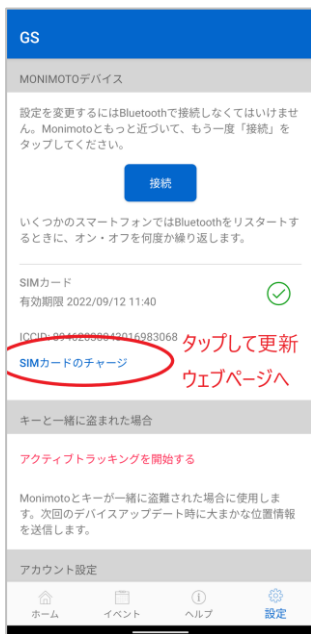 GS
MONIMOTOデバイス
設定を変更するにはBluetoothで接続しなくてはいけませ
ん。Monimotoともっと近づいて、もう一度「接続」を
タップしてください。
接続
いくつかのスマートフォンではBluetoothをリスタートす
るときに、オン・オフを何度か繰り返します。
SIMカード
有効期限 2022/09/12 11:40
ICCID:
SIMカードのチャージ
タップして更新
ウェブページへ
キーと一緒に盗まれた場合
アクティブトラッキングを開始する
Monimotoとキーが一緒に盗難された場合に使用しま
す。次回のデバイスアップデート時に大まかな位置情報
を送信します。
アカウント設定
ホーム
イベント
ヘルプ
設定